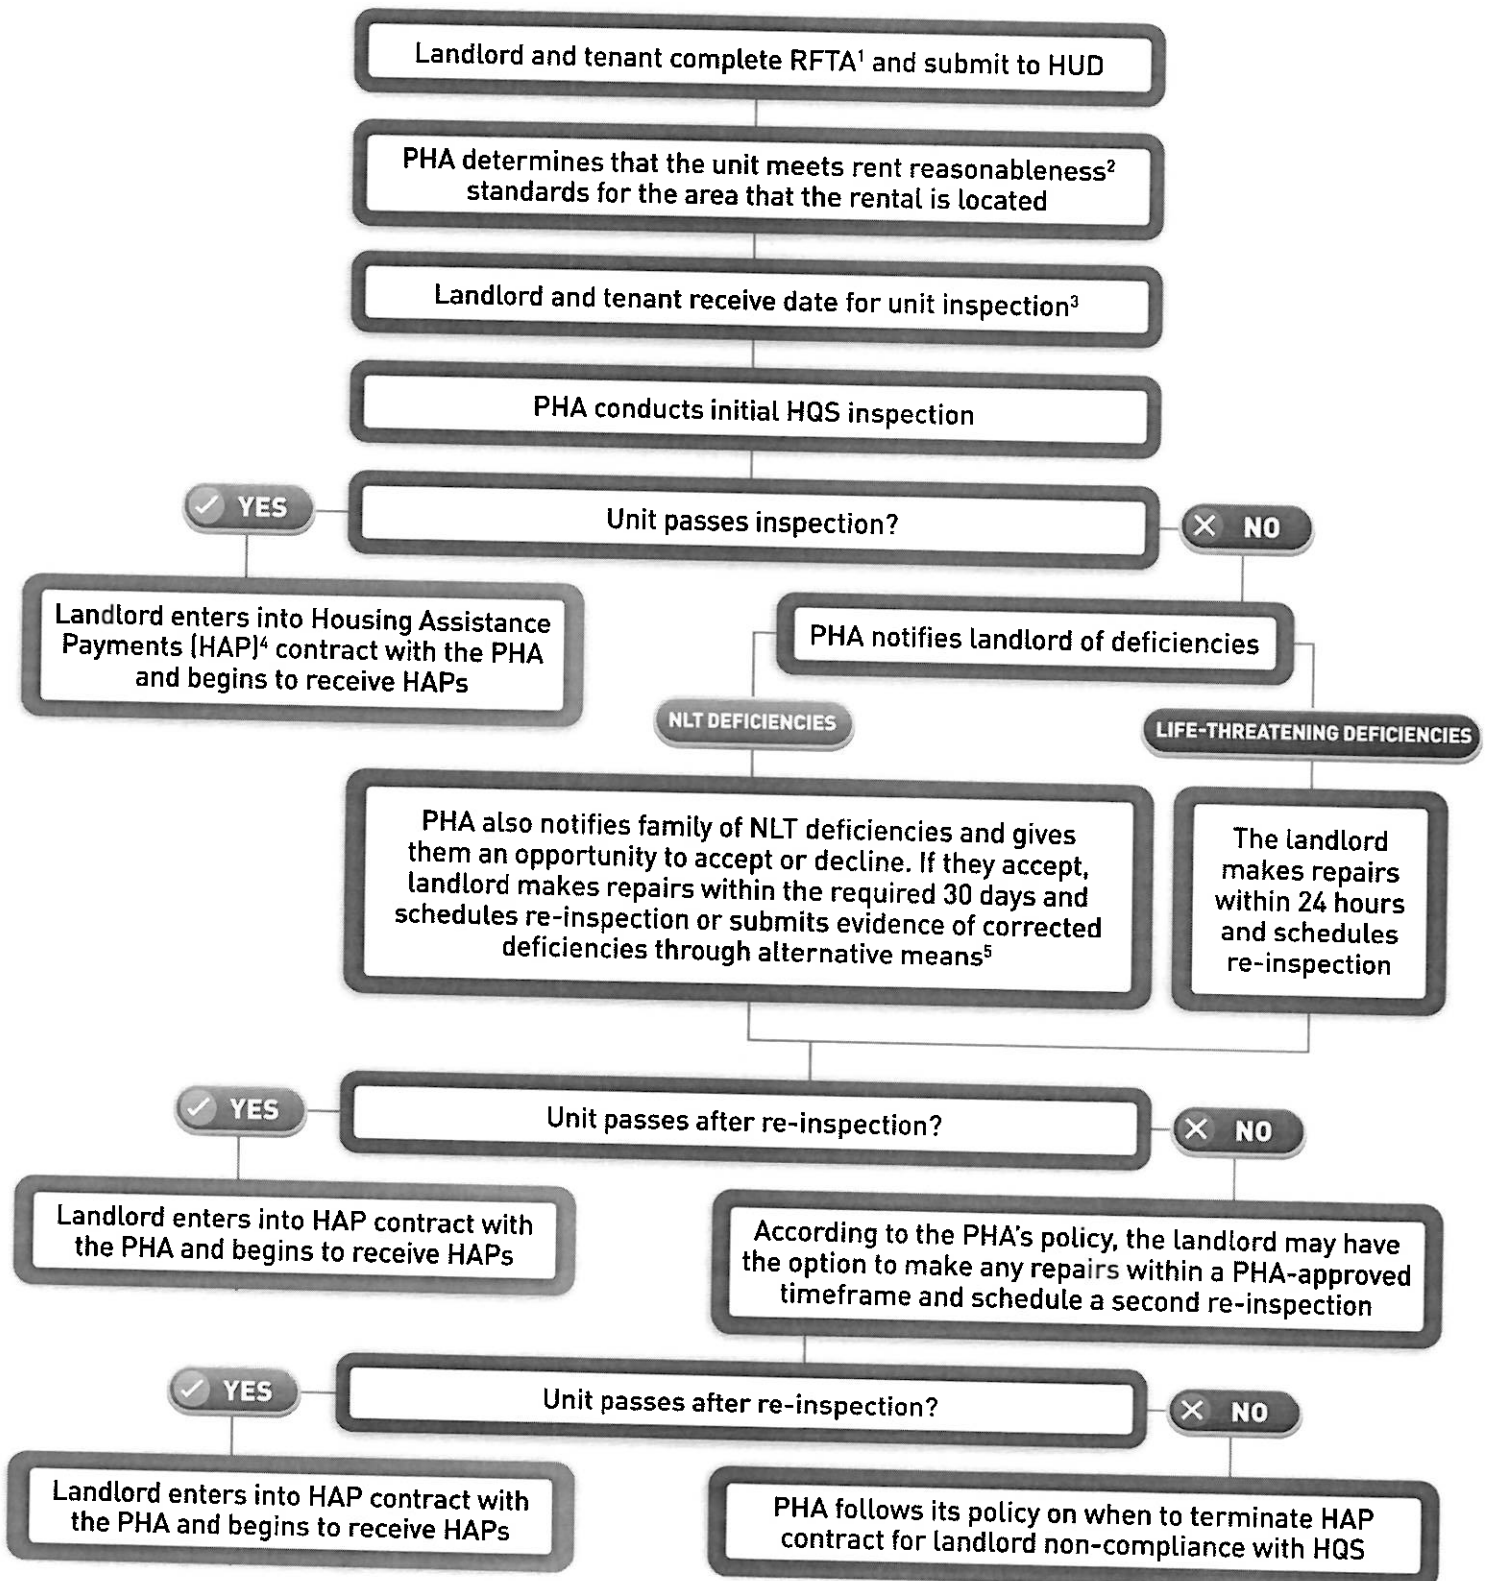 Landlord and tenant complete RFTA¹ and submit to HUD
PHA determines that the unit meets rent reasonableness²
standards for the area that the rental is located
Landlord and tenant receive date for unit inspection³
PHA conducts initial HQS inspection
Unit passes inspection?
YES
NO
Landlord enters into Housing Assistance
Payments (HAP)⁴ contract with the PHA
and begins to receive HAPs
PHA notifies landlord of deficiencies
NLT DEFICIENCIES
LIFE-THREATENING DEFICIENCIES
PHA also notifies family of NLT deficiencies and gives
them an opportunity to accept or decline. If they accept,
landlord makes repairs within the required 30 days and
schedules re-inspection or submits evidence of corrected
deficiencies through alternative means⁵
The landlord
makes repairs
within 24 hours
and schedules
re-inspection
Unit passes after re-inspection?
YES
NO
Landlord enters into HAP contract with
the PHA and begins to receive HAPs
According to the PHA's policy, the landlord may have
the option to make any repairs within a PHA-approved
timeframe and schedule a second re-inspection
Unit passes after re-inspection?
YES
NO
Landlord enters into HAP contract with
the PHA and begins to receive HAPs
PHA follows its policy on when to terminate HAP
contract for landlord non-compliance with HQS